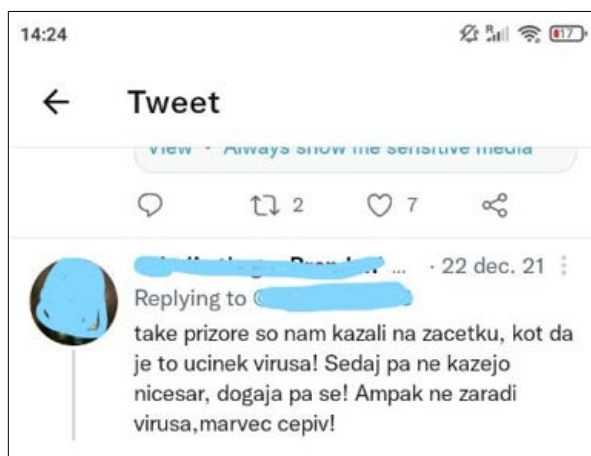 14:24
R
17
Tweet
View • Always show me sensitive media
2
7
... · 22 dec. 21
Replying to
take prizore so nam kazali na zacetku, kot da
je to ucinek virusa! Sedaj pa ne kazejo
nicesar, dogaja pa se! Ampak ne zaradi
virusa,marvec cepiv!